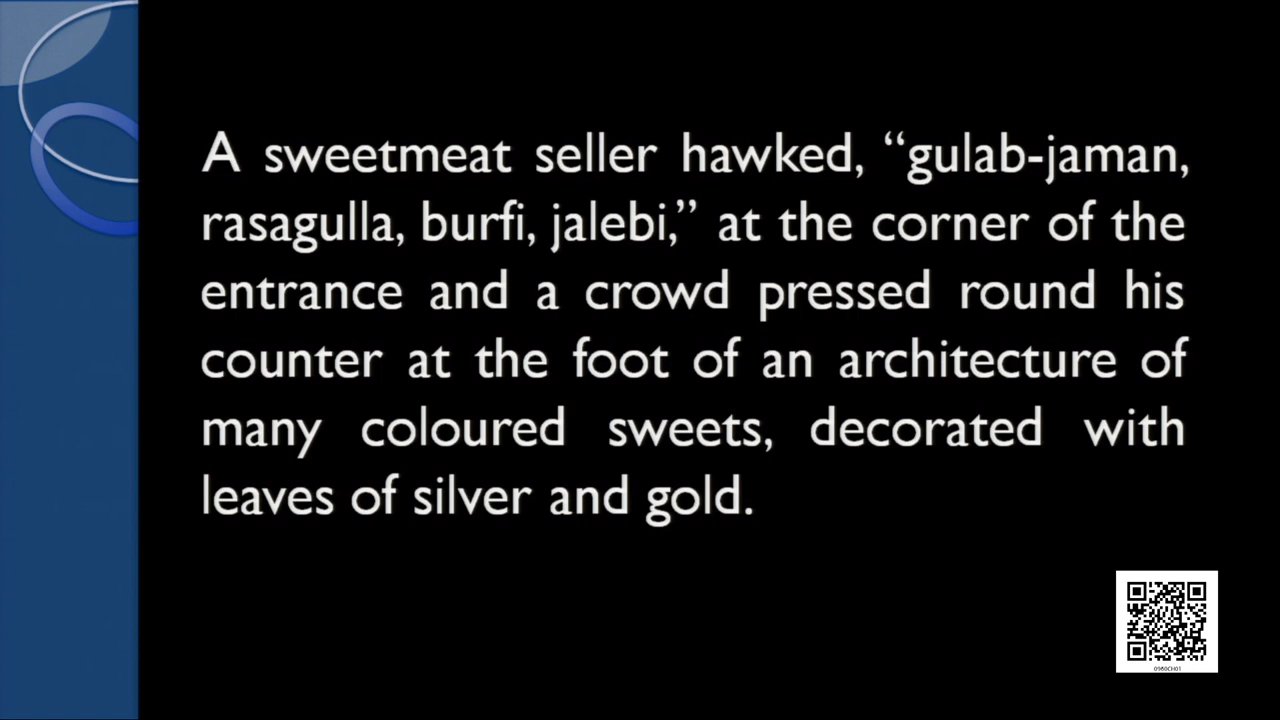 A sweetmeat seller hawked, “gulab-jaman,
rasagulla, burfi, jalebi,” at the corner of the
entrance and a crowd pressed round his
counter at the foot of an architecture of
many coloured sweets, decorated with
leaves of silver and gold.
0960CH01